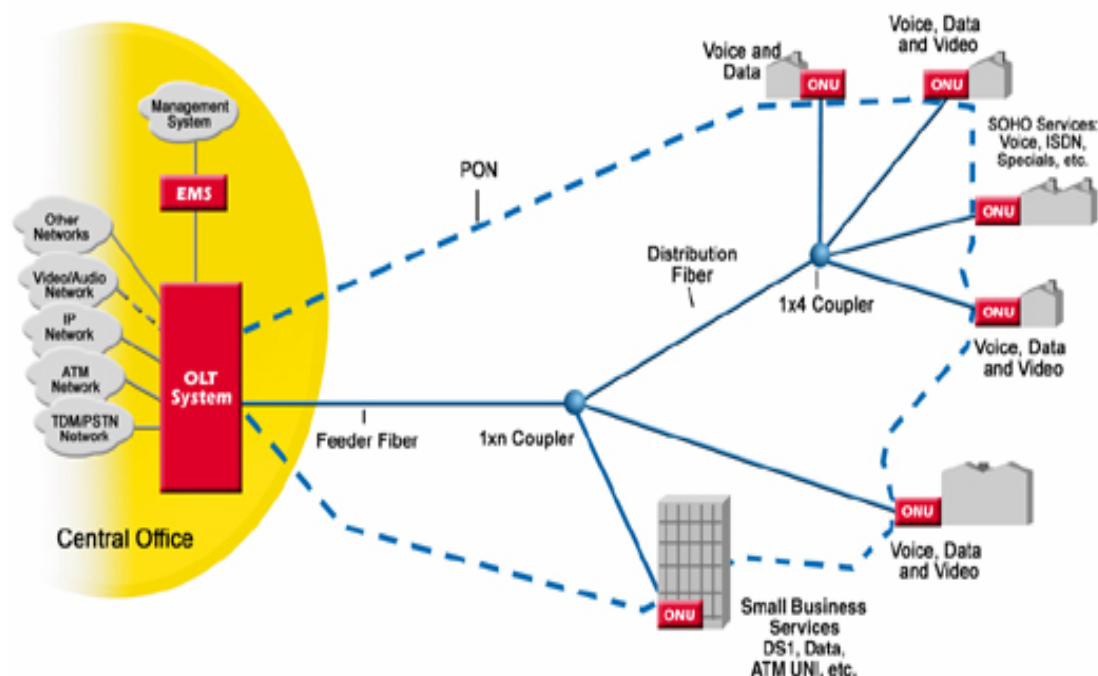 Management
System
EMS
Other
Networks
Video/Audio
Network
IP
Network
ATM
Network
TDM/PSTN
Network
OLT
System
Central Office
PON
Feeder Fiber
1xn Coupler
Distribution
Fiber
1x4 Coupler
Voice and
Data
ONU
Voice, Data
and Video
ONU
SOHO Services:
Voice, ISDN,
Specials, etc.
ONU
ONU
Voice, Data
and Video
ONU
Voice, Data
and Video
ONU
Small Business
Services
DS1, Data,
ATM UNI, etc.